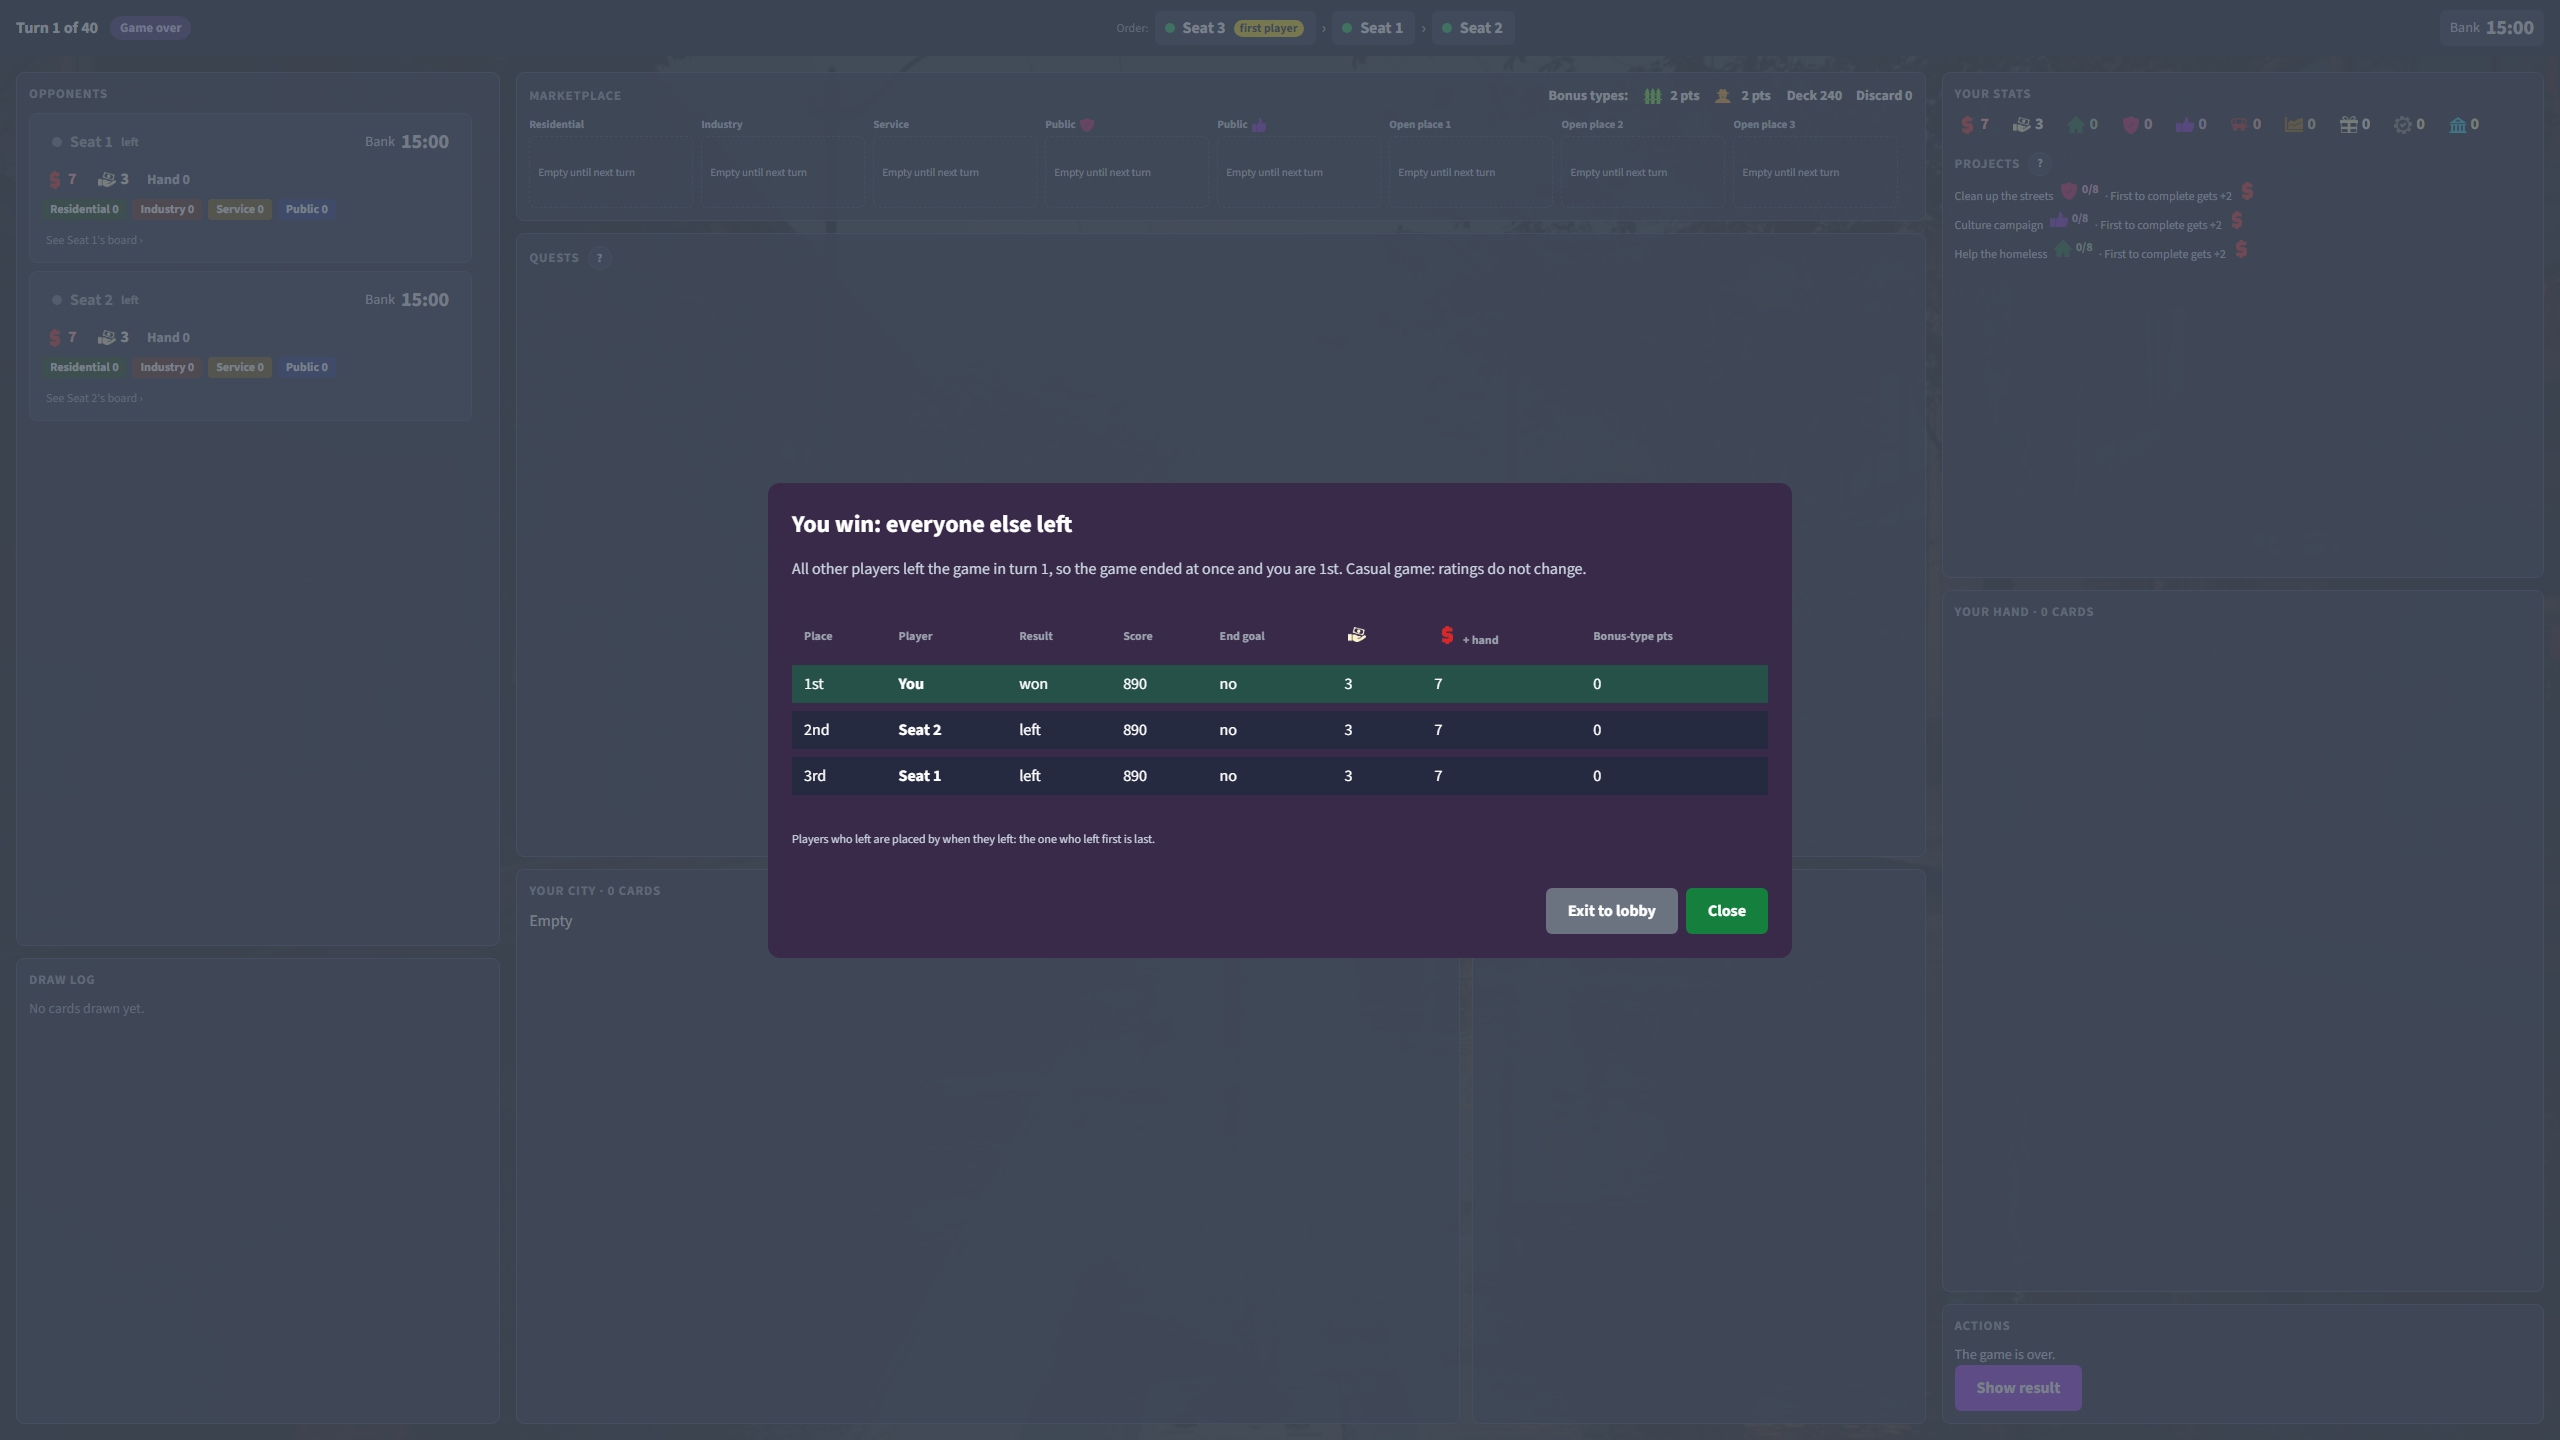 Turn 1 of 40 Game over
Order: Seat 3 first player › Seat 1 › Seat 2
Bank 15:00
OPPONENTS
Seat 1 left Bank 15:00
7 3 Hand 0
Residential 0 Industry 0 Service 0 Public 0
See Seat 1's board ›
Seat 2 left Bank 15:00
7 3 Hand 0
Residential 0 Industry 0 Service 0 Public 0
See Seat 2's board ›
DRAW LOG
No cards drawn yet.
MARKETPLACE
Bonus types: 2 pts 2 pts Deck 240 Discard 0
Residential Industry Service Public Public Open place 1 Open place 2 Open place 3
Empty until next turn Empty until next turn Empty until next turn Empty until next turn Empty until next turn Empty until next turn Empty until next turn Empty until next turn
QUESTS ?
You win: everyone else left
All other players left the game in turn 1, so the game ended at once and you are 1st. Casual game: ratings do not change.
Place Player Result Score End goal $ + hand Bonus-type pts
1st You won 890 no 3 7 0
2nd Seat 2 left 890 no 3 7 0
3rd Seat 1 left 890 no 3 7 0
Players who left are placed by when they left: the one who left first is last.
Exit to lobby Close
YOUR CITY · 0 CARDS
Empty
YOUR STATS
$ 7 3 0 0 0 0 0 0 0 0
PROJECTS ?
Clean up the streets 0/8 · First to complete gets +2 $
Culture campaign 0/8 · First to complete gets +2 $
Help the homeless 0/8 · First to complete gets +2 $
YOUR HAND · 0 CARDS
ACTIONS
The game is over.
Show result